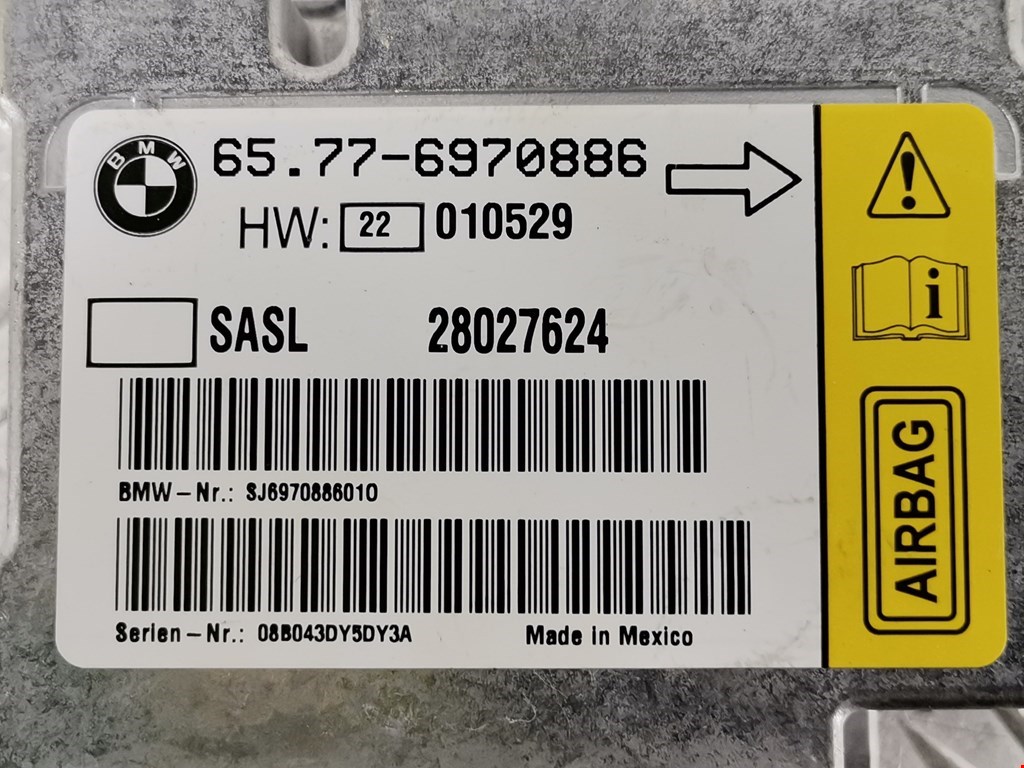 BMW
65.77-6970886
HW: 22 010529
SASL 28027624
BMW-Nr.: SJ6970886010
Serien-Nr.: 08B043DY5DY3A
Made in Mexico
i
AIRBAG